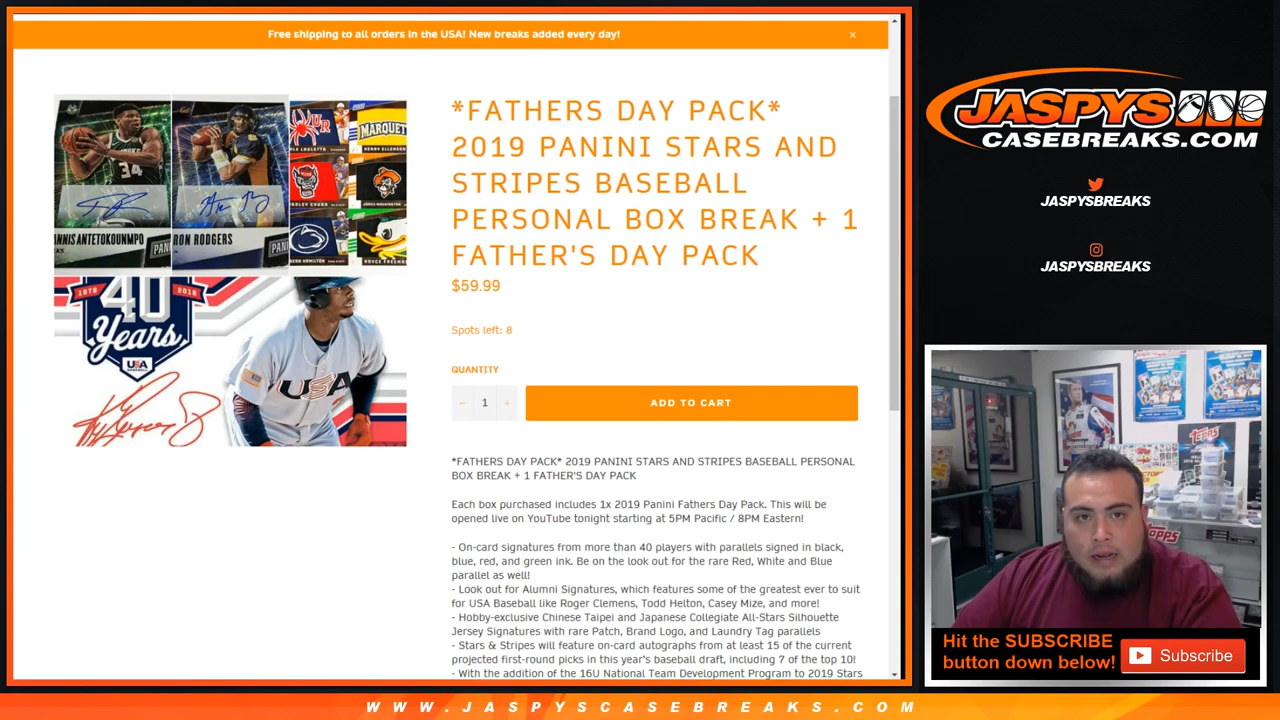 Free shipping to all orders in the USA! New breaks added every day!
×
*FATHERS DAY PACK*
2019 PANINI STARS AND
STRIPES BASEBALL
PERSONAL BOX BREAK + 1
FATHER'S DAY PACK
$59.99
Spots left: 8
QUANTITY
− 1 +
ADD TO CART
*FATHERS DAY PACK* 2019 PANINI STARS AND STRIPES BASEBALL PERSONAL
BOX BREAK + 1 FATHER'S DAY PACK
Each box purchased includes 1x 2019 Panini Fathers Day Pack. This will be
opened live on YouTube tonight starting at 5PM Pacific / 8PM Eastern!
- On-card signatures from more than 40 players with parallels signed in black,
blue, red, and green ink. Be on the look out for the rare Red, White and Blue
parallel as well!
- Look out for Alumni Signatures, which features some of the greatest ever to suit
for USA Baseball like Roger Clemens, Todd Helton, Casey Mize, and more!
- Hobby-exclusive Chinese Taipei and Japanese Collegiate All-Stars Silhouette
Jersey Signatures with rare Patch, Brand Logo, and Laundry Tag parallels
- Stars & Stripes will feature on-card autographs from at least 15 of the current
projected first-round picks in this year's baseball draft, including 7 of the top 10!
- With the addition of the 16U National Team Development Program to 2019 Stars
34
NNIS ANTETOKOUNMPO
RON RODGERS
PANI
UR
MARQUET
HENRY ELLENSON
1978 40 2018
Years
USA
USA
JASPYS
CASEBREAKS.COM
JASPYSBREAKS
JASPYSBREAKS
TOPPS
Hit the SUBSCRIBE
button down below!
Subscribe
WWW.JASPYSCASEBREAKS.COM